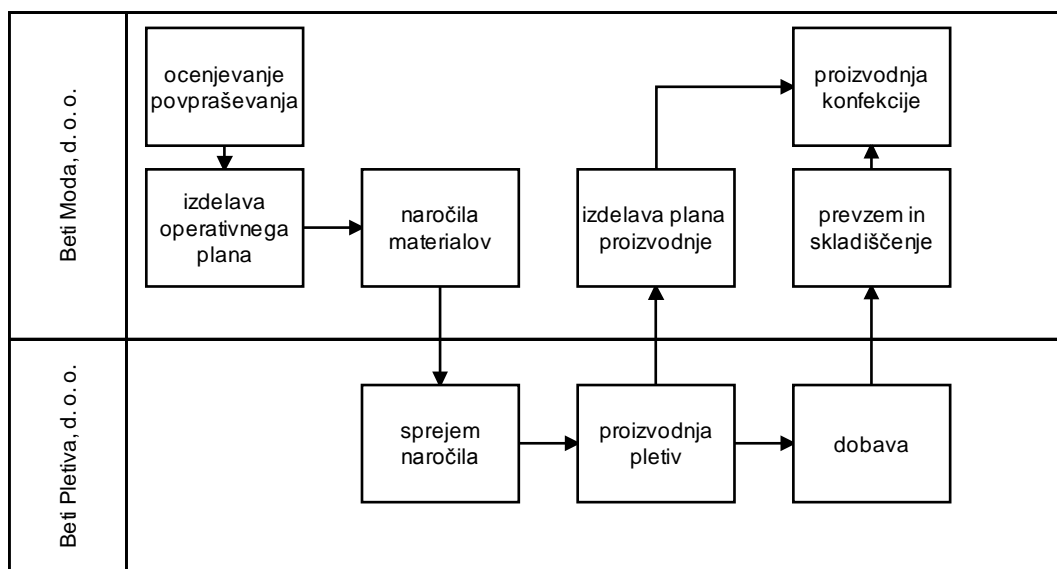 Beti Moda, d. o. o.
ocenjevanje
povpraševanja
izdelava
operativnega
plana
naročila
materialov
izdelava plana
proizvodnje
proizvodnja
konfekcije
prevzem in
skladiščenje
Beti Pletiva, d. o. o.
sprejem
naročila
proizvodnja
pletiv
dobava